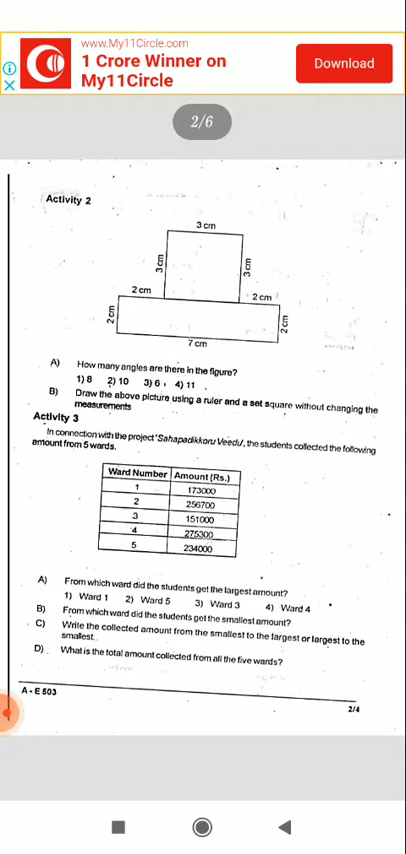 www.My11Circle.com
1 Crore Winner on
My11Circle
Download
2/6
Activity 2
3 cm
3 cm
3 cm
2 cm
2 cm
2 cm
2 cm
7 cm
A) How many angles are there in the figure?
1) 8 2) 10 3) 6 4) 11
B) Draw the above picture using a ruler and a set square without changing the
measurements
Activity 3
In connection with the project 'Sahapadikkoru Veedu', the students collected the following
amount from 5 wards.
Ward Number Amount (Rs.)
1 173000
2 256700
3 151000
4 275300
5 234000
A) From which ward did the students get the largest amount?
1) Ward 1 2) Ward 5 3) Ward 3 4) Ward 4
B) From which ward did the students get the smallest amount?
C) Write the collected amount from the smallest to the largest or largest to the
smallest.
D) What is the total amount collected from all the five wards?
A - E 503
2/4